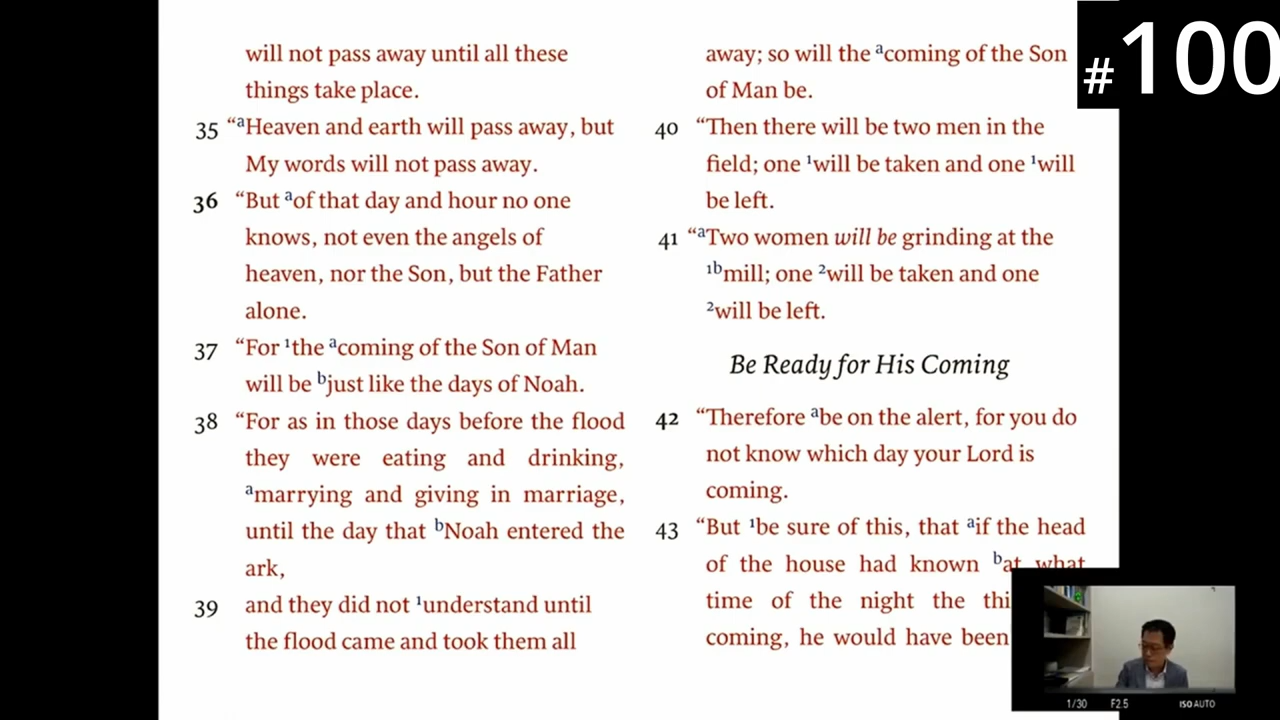 #100
will not pass away until all these
things take place.
35 “ªHeaven and earth will pass away, but
My words will not pass away.
36 “But ªof that day and hour no one
knows, not even the angels of
heaven, nor the Son, but the Father
alone.
37 “For ¹the ªcoming of the Son of Man
will be ᵇjust like the days of Noah.
38 “For as in those days before the flood
they were eating and drinking,
ªmarrying and giving in marriage,
until the day that ᵇNoah entered the
ark,
39 and they did not ¹understand until
the flood came and took them all
away; so will the ªcoming of the Son
of Man be.
40 “Then there will be two men in the
field; one ¹will be taken and one ¹will
be left.
41 “ªTwo women will be grinding at the
¹ᵇmill; one ²will be taken and one
²will be left.
Be Ready for His Coming
42 “Therefore ªbe on the alert, for you do
not know which day your Lord is
coming.
43 “But ¹be sure of this, that ªif the head
of the house had known ᵇat what
time of the night the
coming, he would have been
1/30 F2.5 ISO AUTO